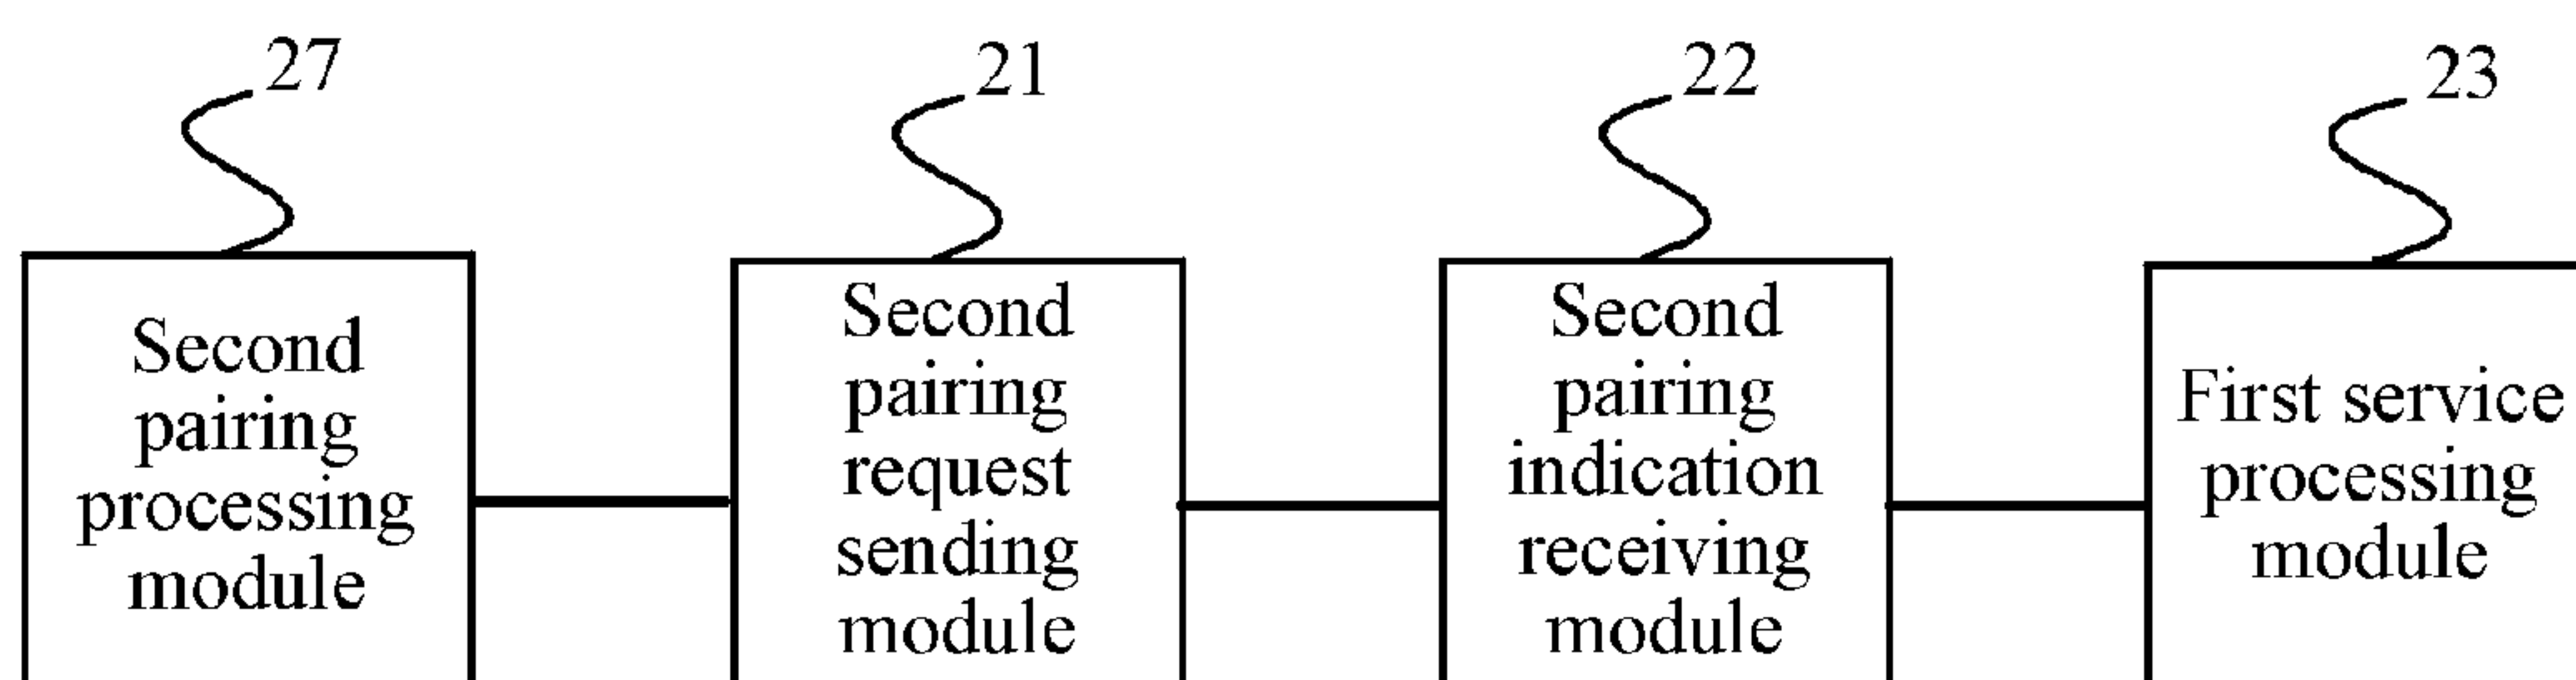 27
21
22
23
Second
pairing
processing
module
Second
pairing
request
sending
module
Second
pairing
indication
receiving
module
First service
processing
module